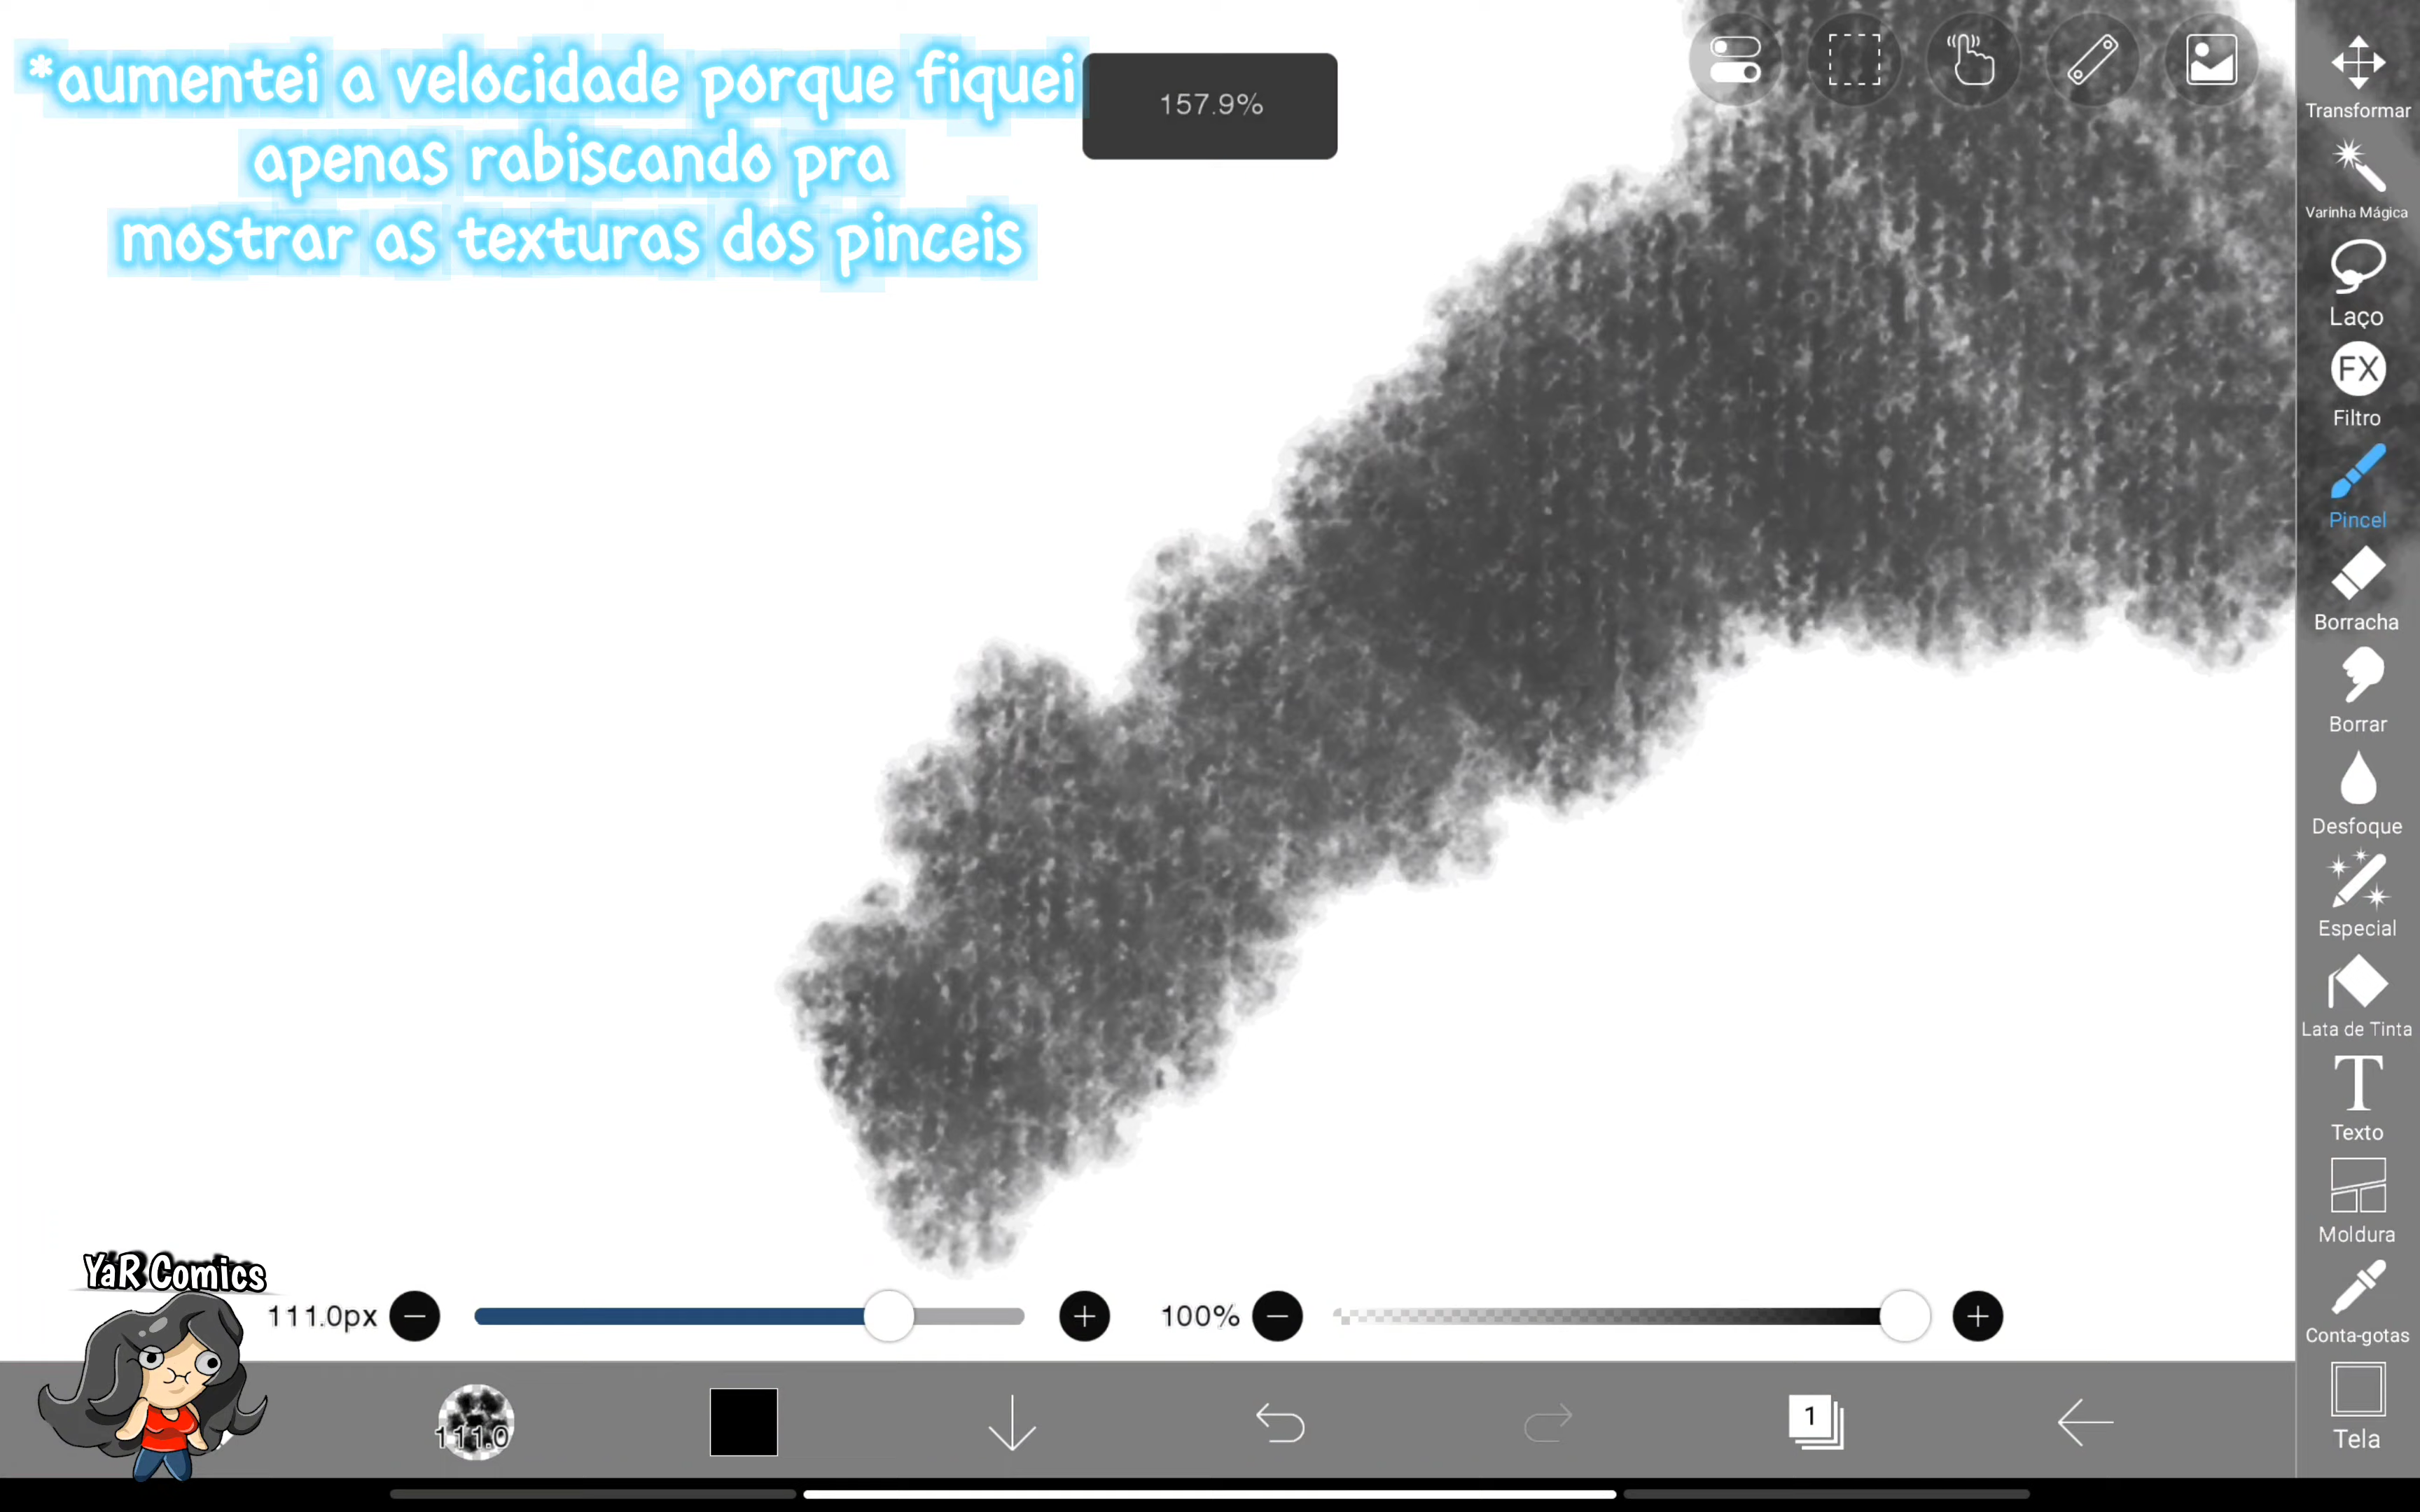 *aumentei a velocidade porque fiquei
apenas rabiscando pra
mostrar as texturas dos pinceis
157.9%
Transformar
Varinha Mágica
Laço
FX
Filtro
Pincel
Borracha
Borrar
Desfoque
Especial
Lata de Tinta
T
Texto
Moldura
Conta-gotas
Tela
YaR Comics
111.0px
100%
111.0
1